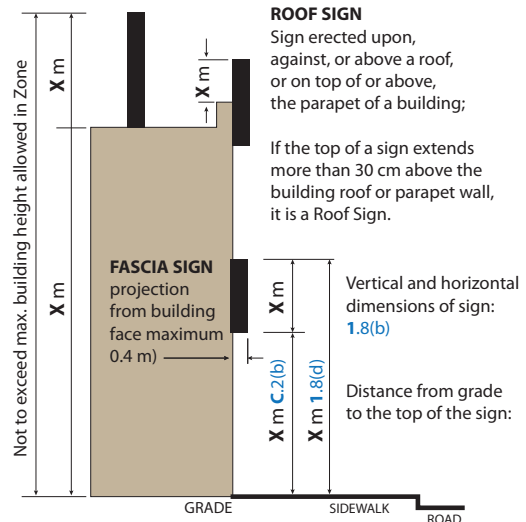 Not to exceed max. building height allowed in Zone
X m
X m
X m
ROOF SIGN
Sign erected upon,
against, or above a roof,
or on top of or above,
the parapet of a building;
If the top of a sign extends
more than 30 cm above the
building roof or parapet wall,
it is a Roof Sign.
FASCIA SIGN
projection
from building
face maximum
0.4 m)
X m
X m C.2(b)
X m 1.8(d)
Vertical and horizontal
dimensions of sign:
1.8(b)
Distance from grade
to the top of the sign:
GRADE
SIDEWALK
ROAD